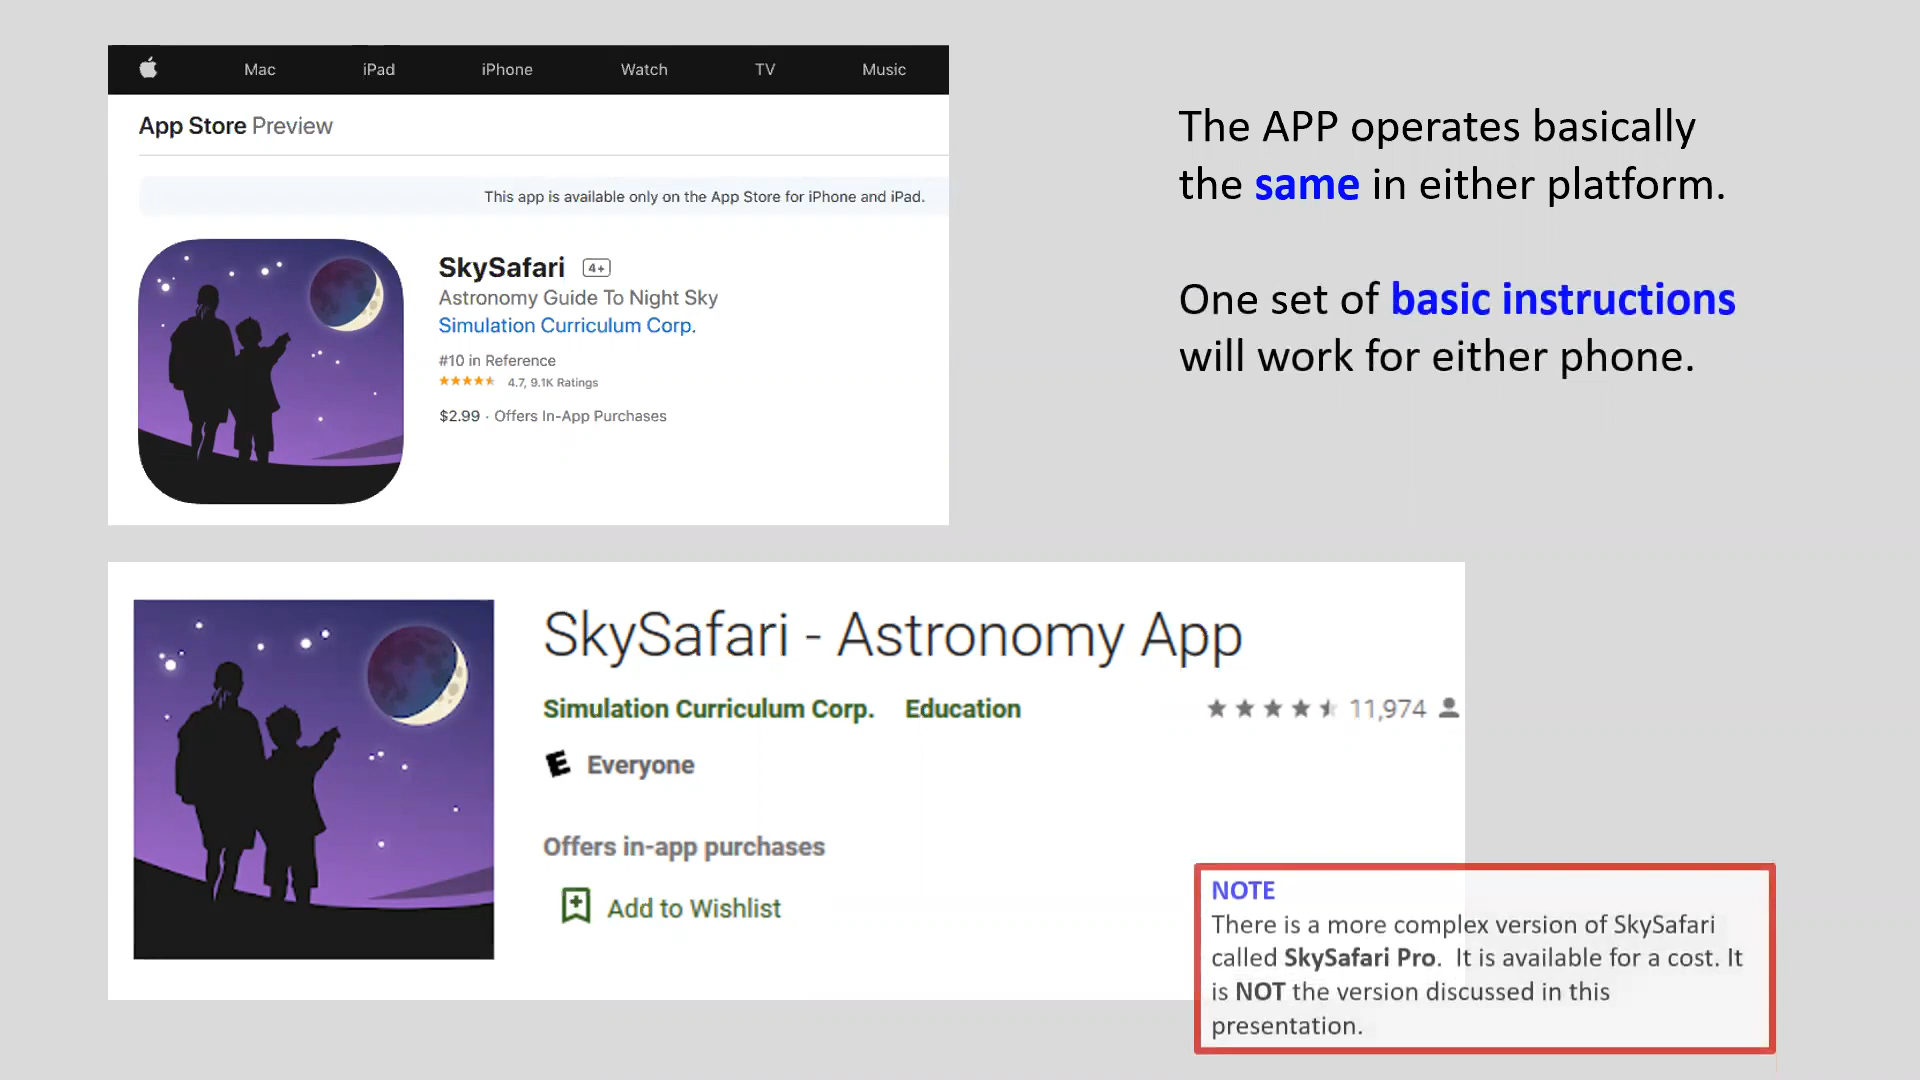 Mac iPad iPhone Watch TV Music
App Store Preview
This app is available only on the App Store for iPhone and iPad.
SkySafari 4+
Astronomy Guide To Night Sky
Simulation Curriculum Corp.
#10 in Reference
4.7, 9.1K Ratings
$2.99 · Offers In-App Purchases
The APP operates basically
the same in either platform.
One set of basic instructions
will work for either phone.
SkySafari - Astronomy App
Simulation Curriculum Corp. Education 11,974
E Everyone
Offers in-app purchases
Add to Wishlist
NOTE
There is a more complex version of SkySafari
called SkySafari Pro. It is available for a cost. It
is NOT the version discussed in this
presentation.